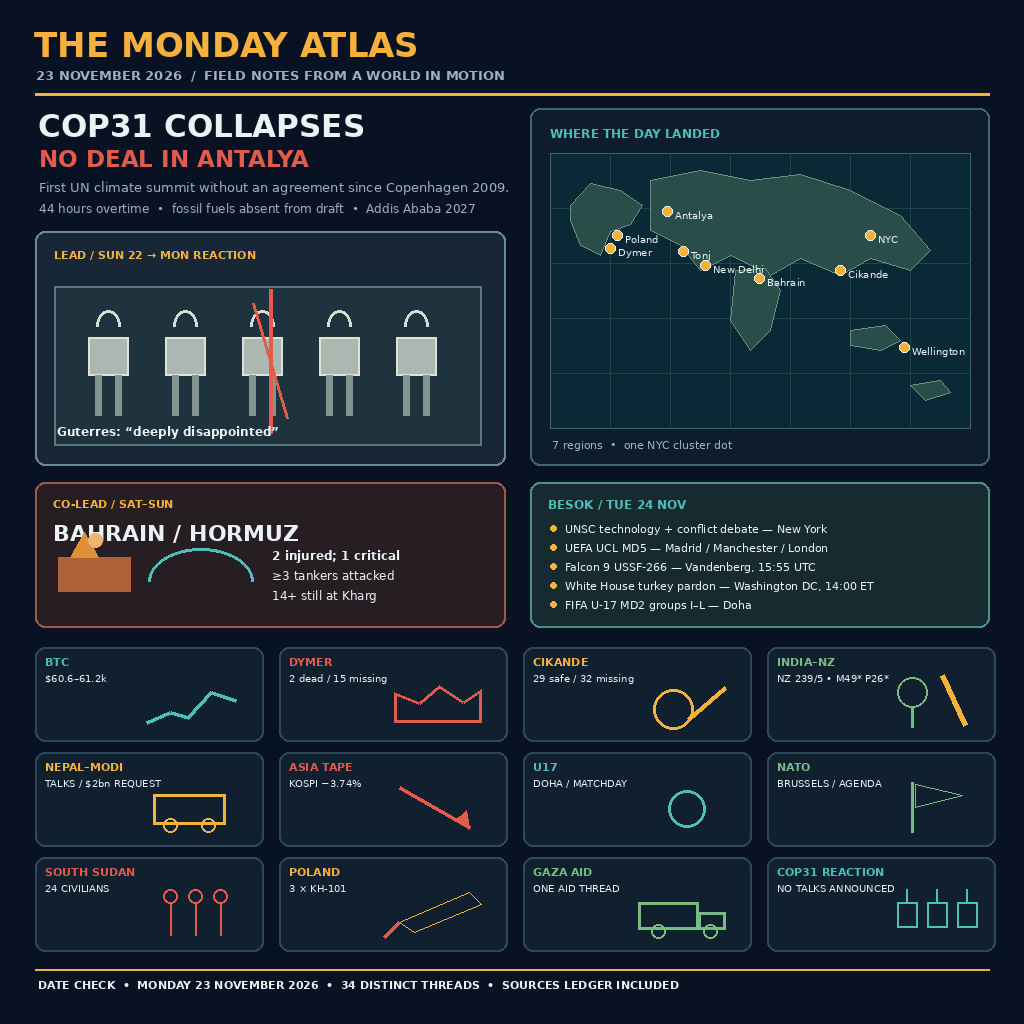 THE MONDAY ATLAS
23 NOVEMBER 2026 / FIELD NOTES FROM A WORLD IN MOTION
COP31 COLLAPSES
NO DEAL IN ANTALYA
First UN climate summit without an agreement since Copenhagen 2009.
44 hours overtime • fossil fuels absent from draft • Addis Ababa 2027
LEAD / SUN 22 → MON REACTION
Guterres: “deeply disappointed”
WHERE THE DAY LANDED
Antalya
Poland
NYC
Dymer
Tonj
New Delhi
Cikande
Bahrain
Wellington
7 regions • one NYC cluster dot
CO-LEAD / SAT–SUN
BAHRAIN / HORMUZ
2 injured; 1 critical
≥3 tankers attacked
14+ still at Kharg
BESOK / TUE 24 NOV
UNSC technology + conflict debate — New York
UEFA UCL MD5 — Madrid / Manchester / London
Falcon 9 USSF-266 — Vandenberg, 15:55 UTC
White House turkey pardon — Washington DC, 14:00 ET
FIFA U-17 MD2 groups I–L — Doha
BTC
$60.6–61.2k
DYMER
2 dead / 15 missing
CIKANDE
29 safe / 32 missing
INDIA–NZ
NZ 239/5 • M49* P26*
NEPAL–MODI
TALKS / $2bn REQUEST
ASIA TAPE
KOSPI −3.74%
U17
DOHA / MATCHDAY
NATO
BRUSSELS / AGENDA
SOUTH SUDAN
24 CIVILIANS
POLAND
3 × KH-101
GAZA AID
ONE AID THREAD
COP31 REACTION
NO TALKS ANNOUNCED
DATE CHECK • MONDAY 23 NOVEMBER 2026 • 34 DISTINCT THREADS • SOURCES LEDGER INCLUDED